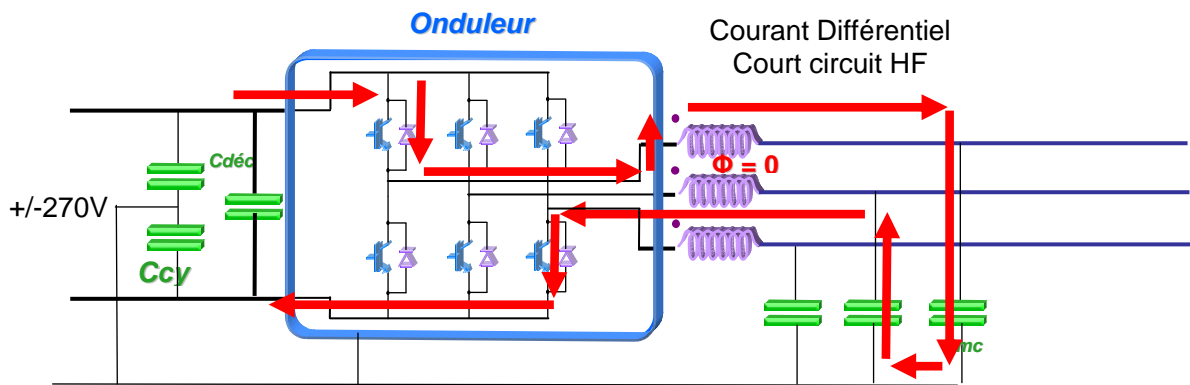 Onduleur
Courant Différentiel
Court circuit HF
Cdéc
Φ = 0
+/-270V
Ccy
mc